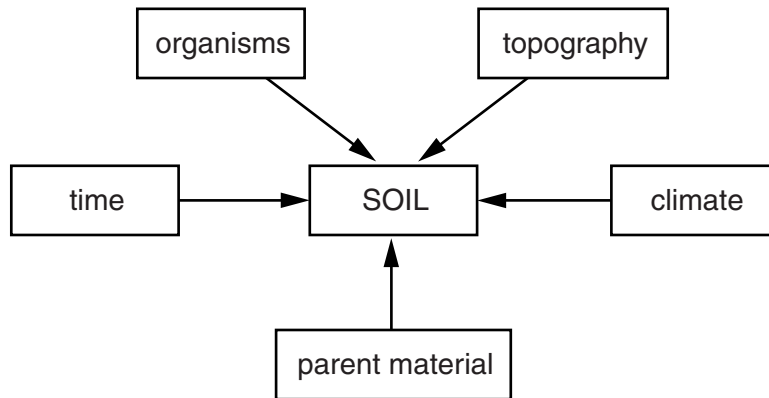 organisms
topography
time
SOIL
climate
parent material